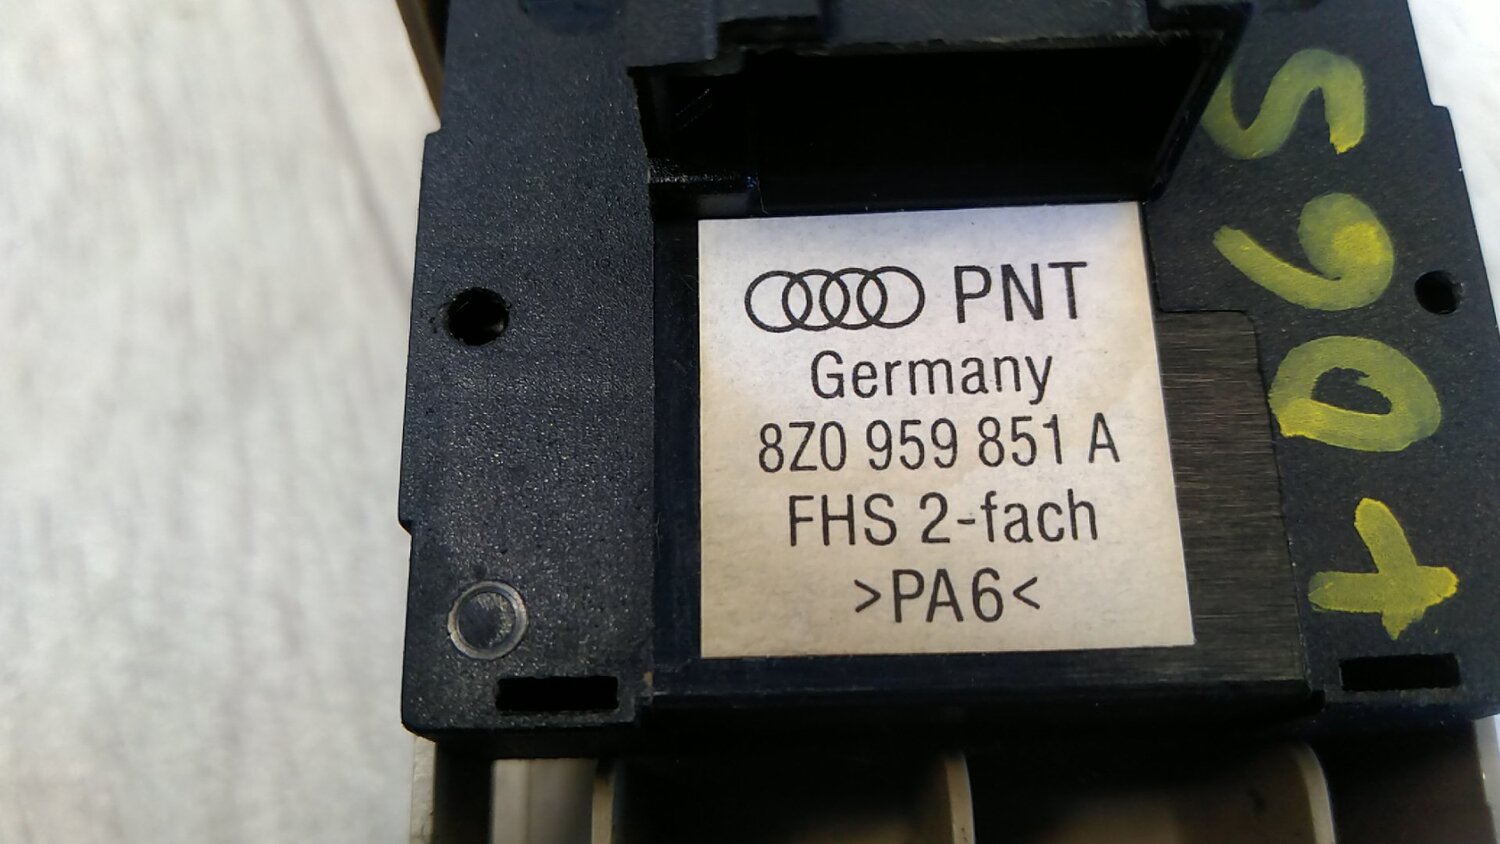 PNT
Germany
8Z0 959 851 A
FHS 2-fach
>PA6<